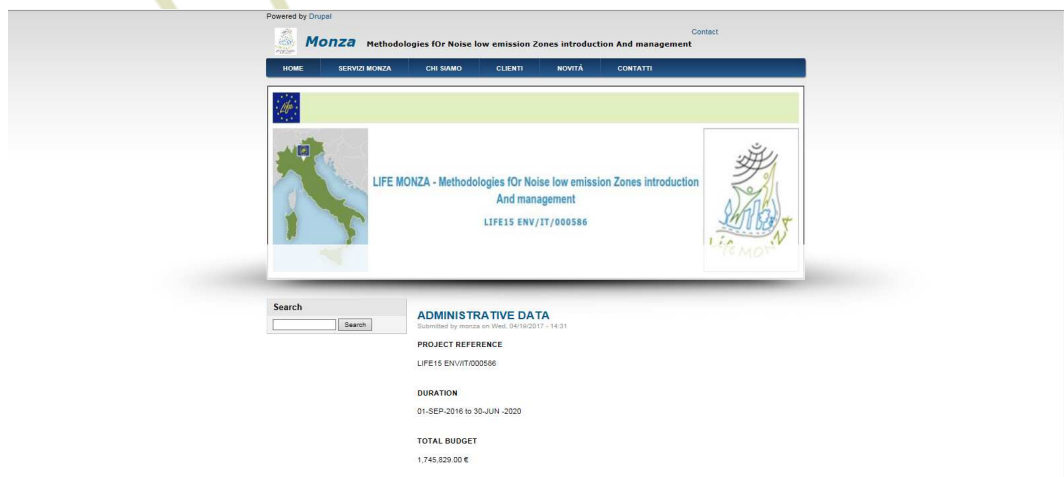 Powered by Drupal
Contact
Monza Methodologies fOr Noise low emission Zones introduction And management
HOME SERVIZI MONZA CHI SIAMO CLIENTI NOVITÁ CONTATTI
Life
LIFE MONZA - Methodologies fOr Noise low emission Zones introduction
And management
LIFE15 ENV/IT/000586
Life MONZA
Search
Search
ADMINISTRATIVE DATA
Submitted by monza on Wed, 04/19/2017 - 14:31
PROJECT REFERENCE
LIFE15 ENV/IT/000586
DURATION
01-SEP-2016 to 30-JUN -2020
TOTAL BUDGET
1,745,829.00 €